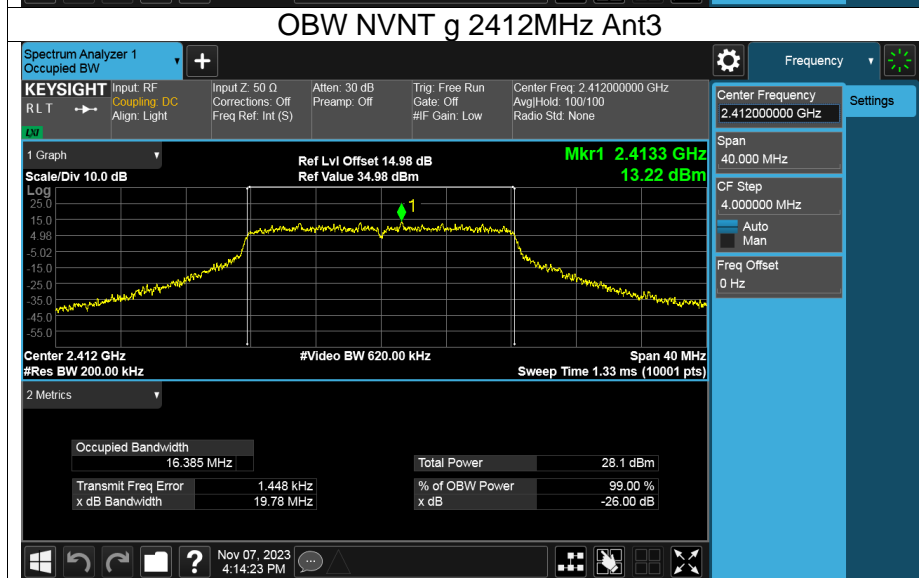 OBW NVNT g 2412MHz Ant3
Spectrum Analyzer 1
Occupied BW
+
Frequency
KEYSIGHT
R L T
LXI
Input: RF
Coupling: DC
Align: Light
Input Z: 50 Ω
Corrections: Off
Freq Ref: Int (S)
Atten: 30 dB
Preamp: Off
Trig: Free Run
Gate: Off
#IF Gain: Low
Center Freq: 2.412000000 GHz
Avg|Hold: 100/100
Radio Std: None
Center Frequency
2.412000000 GHz
Settings
Span
40.000 MHz
CF Step
4.000000 MHz
Auto
Man
Freq Offset
0 Hz
1 Graph
Scale/Div 10.0 dB
Ref Lvl Offset 14.98 dB
Ref Value 34.98 dBm
Mkr1 2.4133 GHz
13.22 dBm
Log
25.0
15.0
4.98
-5.02
-15.0
-25.0
-35.0
-45.0
-55.0
1
Center 2.412 GHz
#Res BW 200.00 kHz
#Video BW 620.00 kHz
Span 40 MHz
Sweep Time 1.33 ms (10001 pts)
2 Metrics
Occupied Bandwidth
16.385 MHz
Total Power 28.1 dBm
Transmit Freq Error 1.448 kHz
% of OBW Power 99.00 %
x dB Bandwidth 19.78 MHz
x dB -26.00 dB
?
Nov 07, 2023
4:14:23 PM